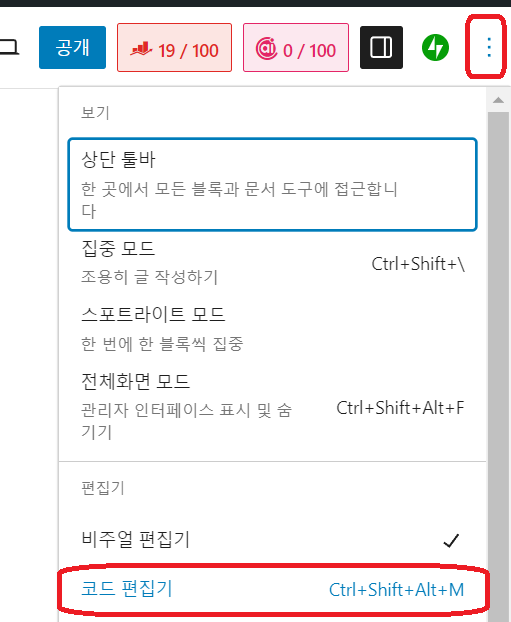 공개
19 / 100
0 / 100
보기
상단 툴바
한 곳에서 모든 블록과 문서 도구에 접근합니
다
집중 모드
조용히 글 작성하기
Ctrl+Shift+\
스포트라이트 모드
한 번에 한 블록씩 집중
전체화면 모드
관리자 인터페이스 표시 및 숨
기기
Ctrl+Shift+Alt+F
편집기
비주얼 편집기
코드 편집기 Ctrl+Shift+Alt+M